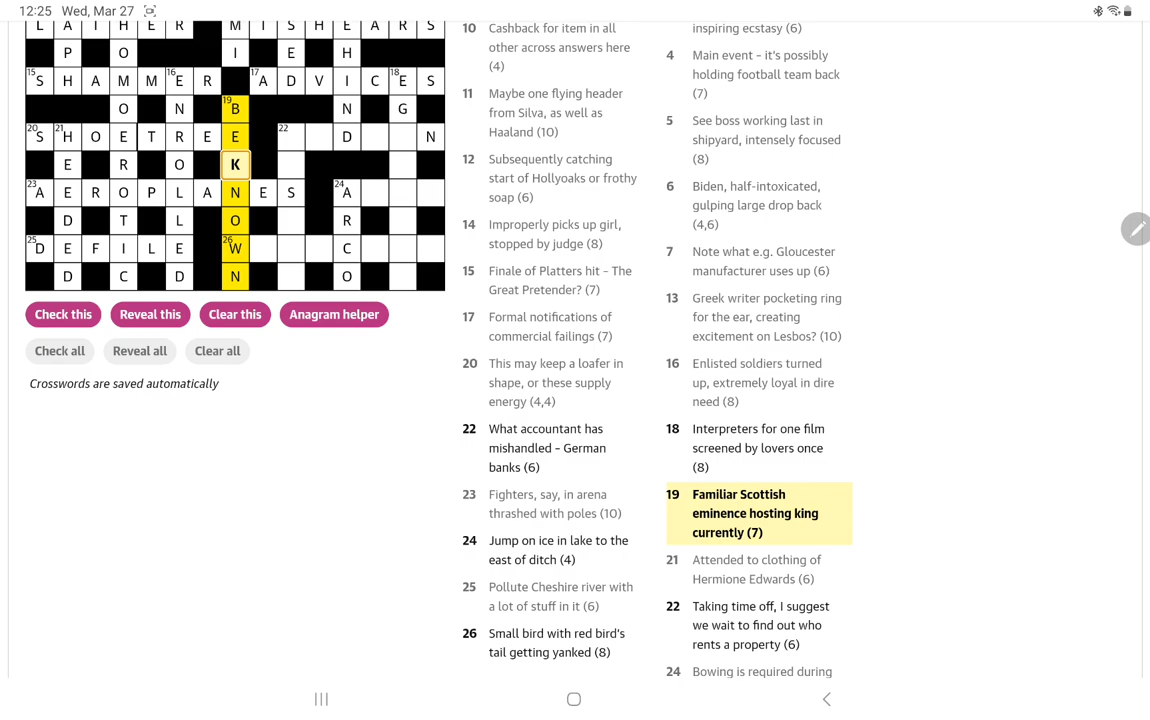 12:25 Wed, Mar 27
L A T H E R M I S H E A R S
P O I E H
15 S H A M M 16 E R 17 A D V I C 18 E S
O N 19 B N G
20 S 21 H O E T R E E 22 D N
E R O K
23 A E R O P L A N E S 24 A
D T L O R
25 D E F I L E 26 W C
D C D N O
Check this Reveal this Clear this Anagram helper
Check all Reveal all Clear all
Crosswords are saved automatically
10 Cashback for item in all
other across answers here
(4)
11 Maybe one flying header
from Silva, as well as
Haaland (10)
12 Subsequently catching
start of Hollyoaks or frothy
soap (6)
14 Improperly picks up girl,
stopped by judge (8)
15 Finale of Platters hit – The
Great Pretender? (7)
17 Formal notifications of
commercial failings (7)
20 This may keep a loafer in
shape, or these supply
energy (4,4)
22 What accountant has
mishandled – German
banks (6)
23 Fighters, say, in arena
thrashed with poles (10)
24 Jump on ice in lake to the
east of ditch (4)
25 Pollute Cheshire river with
a lot of stuff in it (6)
26 Small bird with red bird's
tail getting yanked (8)
inspiring ecstasy (6)
4 Main event – it's possibly
holding football team back
(7)
5 See boss working last in
shipyard, intensely focused
(8)
6 Biden, half-intoxicated,
gulping large drop back
(4,6)
7 Note what e.g. Gloucester
manufacturer uses up (6)
13 Greek writer pocketing ring
for the ear, creating
excitement on Lesbos? (10)
16 Enlisted soldiers turned
up, extremely loyal in dire
need (8)
18 Interpreters for one film
screened by lovers once
(8)
19 Familiar Scottish
eminence hosting king
currently (7)
21 Attended to clothing of
Hermione Edwards (6)
22 Taking time off, I suggest
we wait to find out who
rents a property (6)
24 Bowing is required during